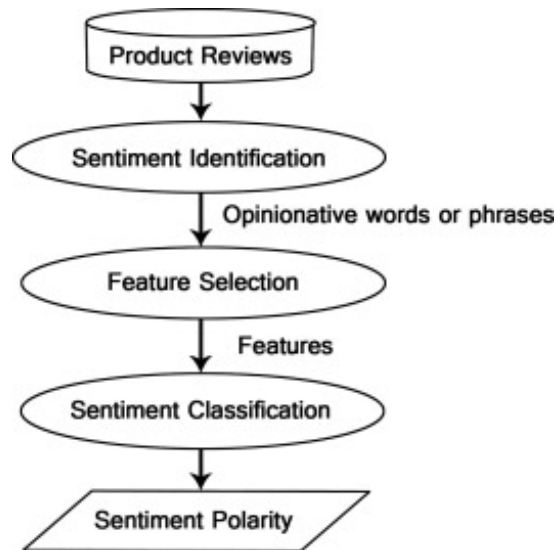 Product Reviews
Sentiment Identification
Opinionative words or phrases
Feature Selection
Features
Sentiment Classification
Sentiment Polarity